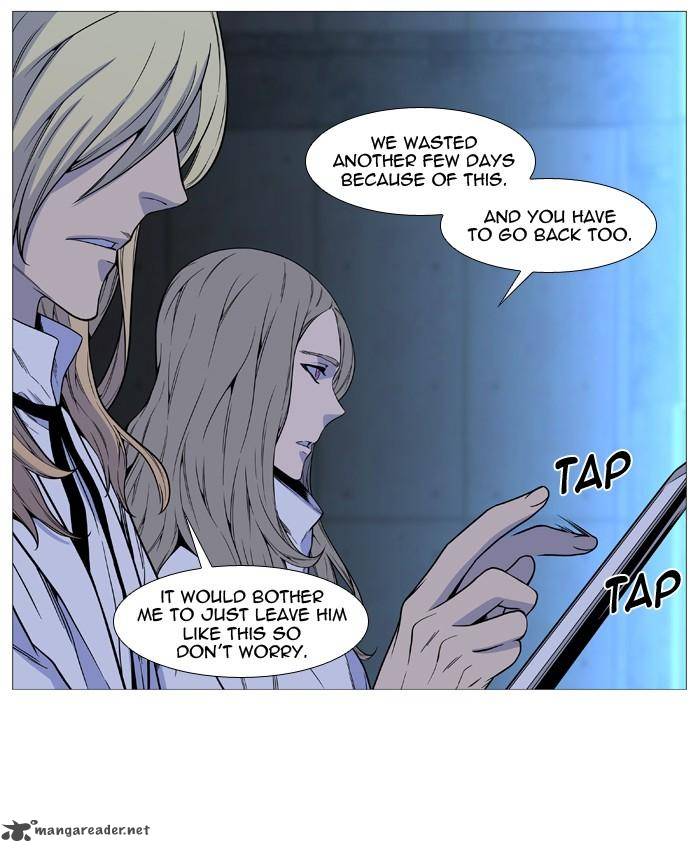 WE WASTED
ANOTHER FEW DAYS
BECAUSE OF THIS.
AND YOU HAVE
TO GO BACK TOO.
TAP
TAP
IT WOULD BOTHER
ME TO JUST LEAVE HIM
LIKE THIS SO
DON'T WORRY.
mangareader.net